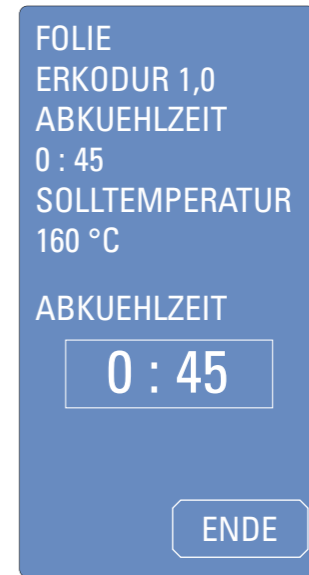 FOLIE
ERKODUR 1,0
ABKUEHLZEIT
0 : 45
SOLLTEMPERATUR
160 °C
ABKUEHLZEIT
0 : 45
ENDE